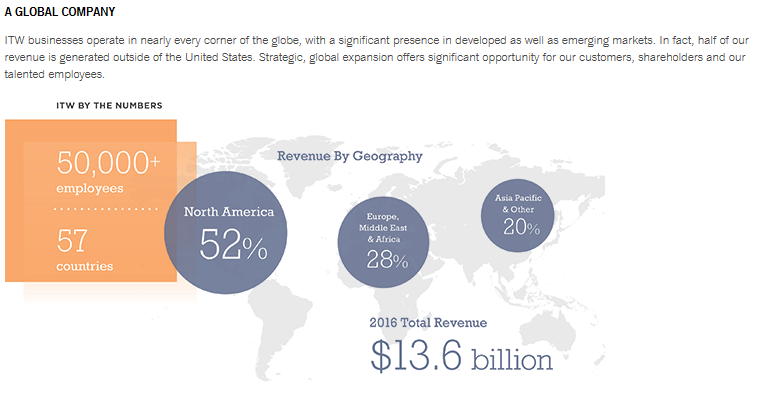 A GLOBAL COMPANY
ITW businesses operate in nearly every corner of the globe, with a significant presence in developed as well as emerging markets. In fact, half of our
revenue is generated outside of the United States. Strategic, global expansion offers significant opportunity for our customers, shareholders and our
talented employees.
ITW BY THE NUMBERS
50,000+
employees
57
countries
Revenue By Geography
North America
52%
Europe,
Middle East
& Africa
28%
Asia Pacific
& Other
20%
2016 Total Revenue
$13.6 billion